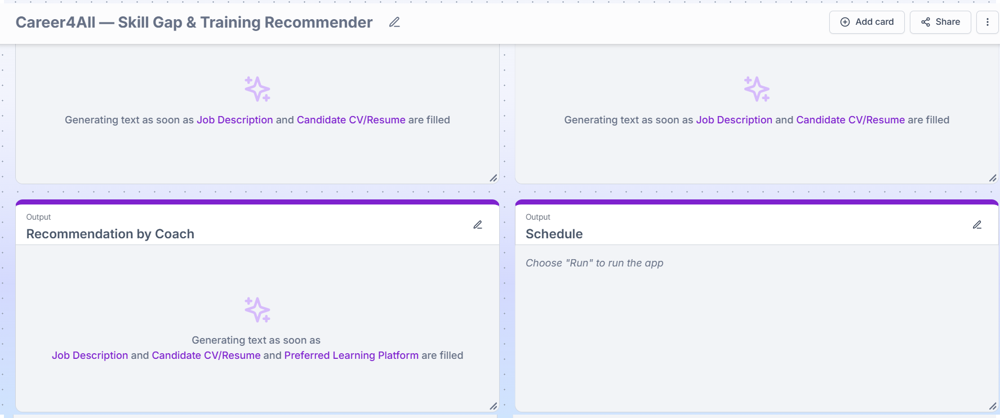 Career4All — Skill Gap & Training Recommender
Add card
Share
Generating text as soon as Job Description and Candidate CV/Resume are filled
Generating text as soon as Job Description and Candidate CV/Resume are filled
Output
Recommendation by Coach
Generating text as soon as
Job Description and Candidate CV/Resume and Preferred Learning Platform are filled
Output
Schedule
Choose "Run" to run the app